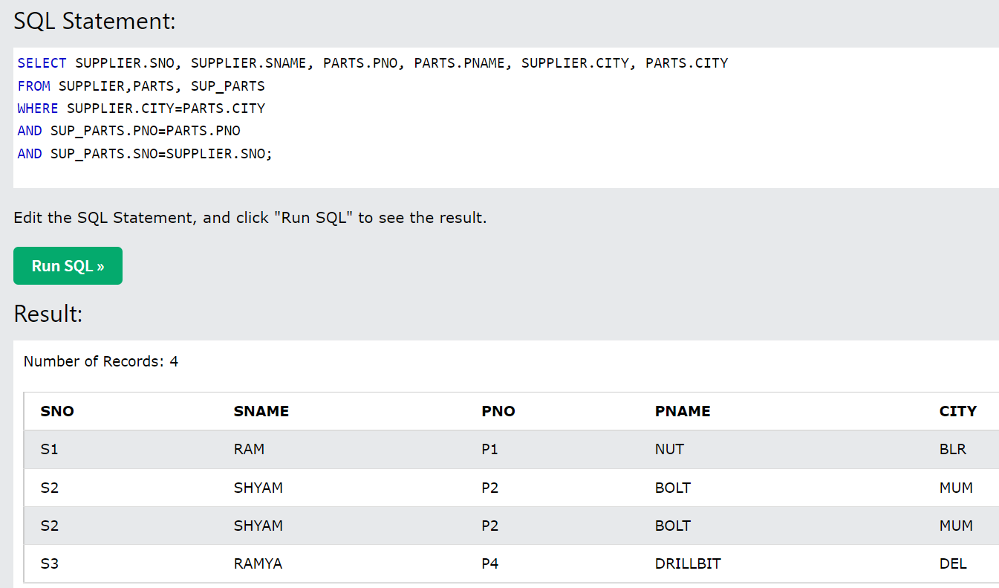 SQL Statement:
SELECT SUPPLIER.SNO, SUPPLIER.SNAME, PARTS.PNO, PARTS.PNAME, SUPPLIER.CITY, PARTS.CITY
FROM SUPPLIER,PARTS, SUP_PARTS
WHERE SUPPLIER.CITY=PARTS.CITY
AND SUP_PARTS.PNO=PARTS.PNO
AND SUP_PARTS.SNO=SUPPLIER.SNO;
Edit the SQL Statement, and click "Run SQL" to see the result.
Run SQL »
Result:
Number of Records: 4
SNO SNAME PNO PNAME CITY
S1 RAM P1 NUT BLR
S2 SHYAM P2 BOLT MUM
S2 SHYAM P2 BOLT MUM
S3 RAMYA P4 DRILLBIT DEL